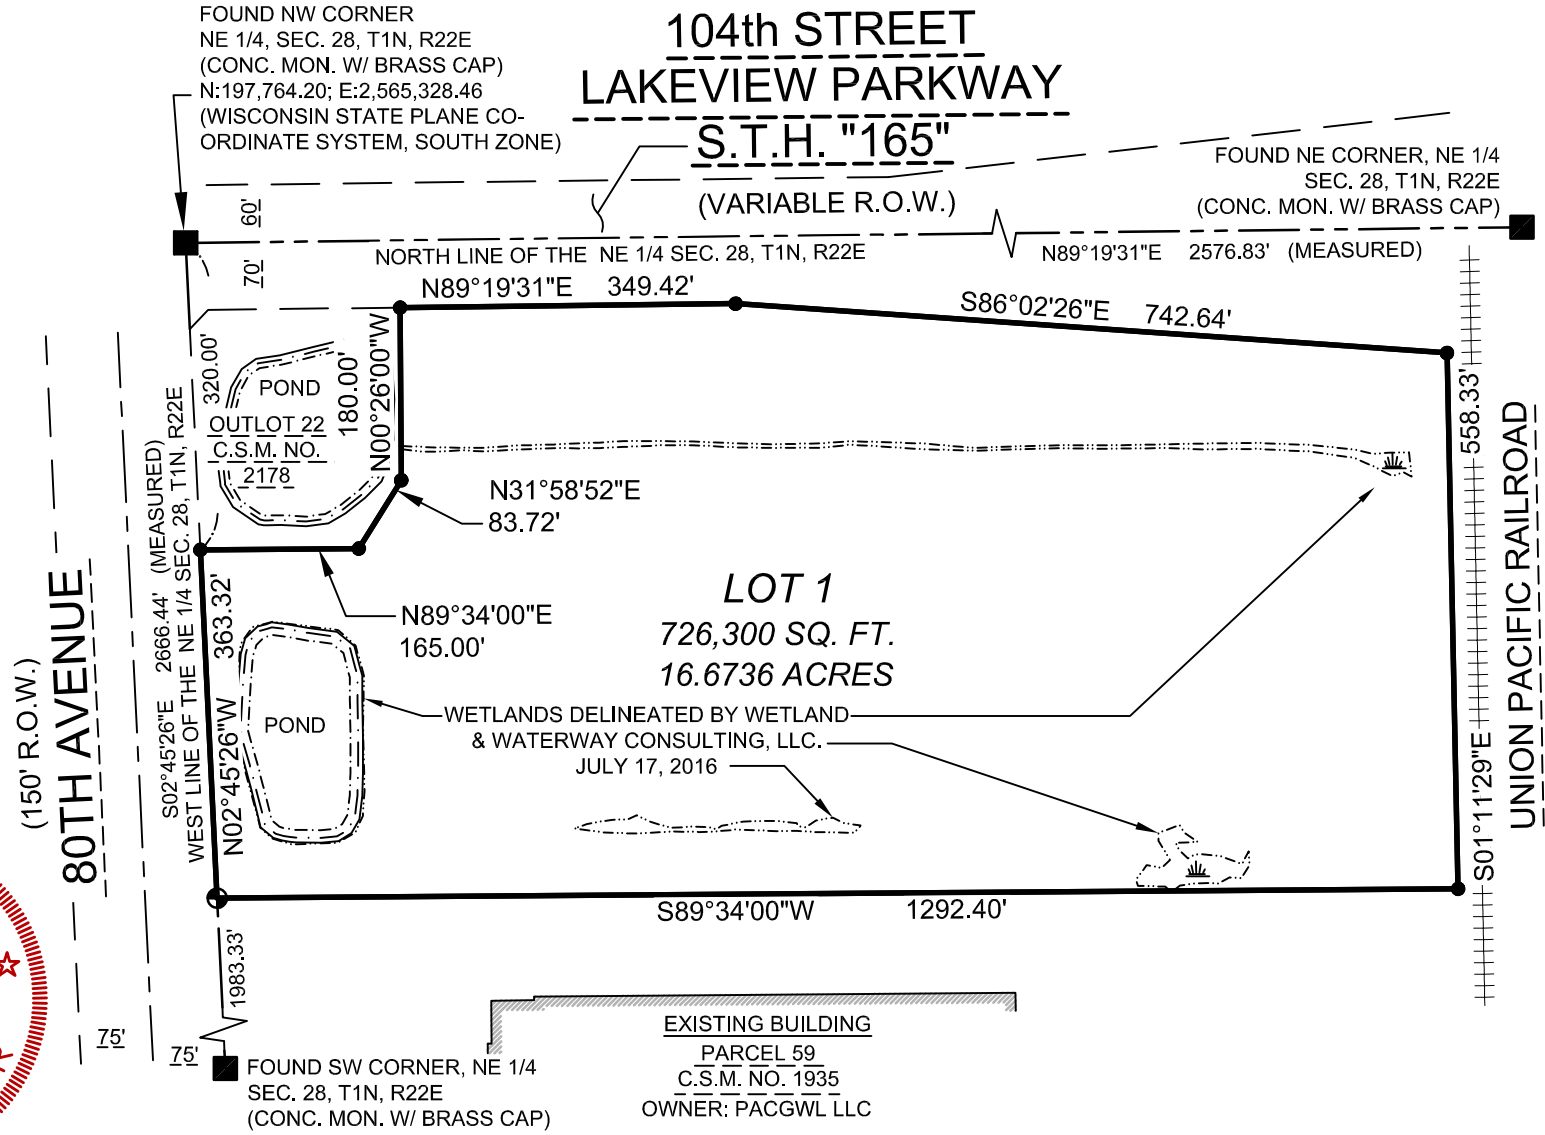 FOUND NW CORNER
NE 1/4, SEC. 28, T1N, R22E
(CONC. MON. W/ BRASS CAP)
N:197,764.20; E:2,565,328.46
(WISCONSIN STATE PLANE CO-
ORDINATE SYSTEM, SOUTH ZONE)
104th STREET
LAKEVIEW PARKWAY
S.T.H. "165"
(VARIABLE R.O.W.)
FOUND NE CORNER, NE 1/4
SEC. 28, T1N, R22E
(CONC. MON. W/ BRASS CAP)
60'
70'
NORTH LINE OF THE NE 1/4 SEC. 28, T1N, R22E
N89°19'31"E 2576.83' (MEASURED)
N89°19'31"E 349.42'
S86°02'26"E 742.64'
320.00'
POND
OUTLOT 22
C.S.M. NO.
2178
180.00'
N00°26'00"W
N31°58'52"E
83.72'
N89°34'00"E
165.00'
558.33'
S01°11'29"E
UNION PACIFIC RAILROAD
LOT 1
726,300 SQ. FT.
16.6736 ACRES
WETLANDS DELINEATED BY WETLAND
& WATERWAY CONSULTING, LLC.
JULY 17, 2016
POND
363.32'
N02°45'26"W
S02°45'26"E 2666.44' (MEASURED)
WEST LINE OF THE NE 1/4 SEC. 28, T1N, R22E
80TH AVENUE
(150' R.O.W.)
S89°34'00"W 1292.40'
1983.33'
75'
75'
FOUND SW CORNER, NE 1/4
SEC. 28, T1N, R22E
(CONC. MON. W/ BRASS CAP)
EXISTING BUILDING
PARCEL 59
C.S.M. NO. 1935
OWNER: PACGWL LLC